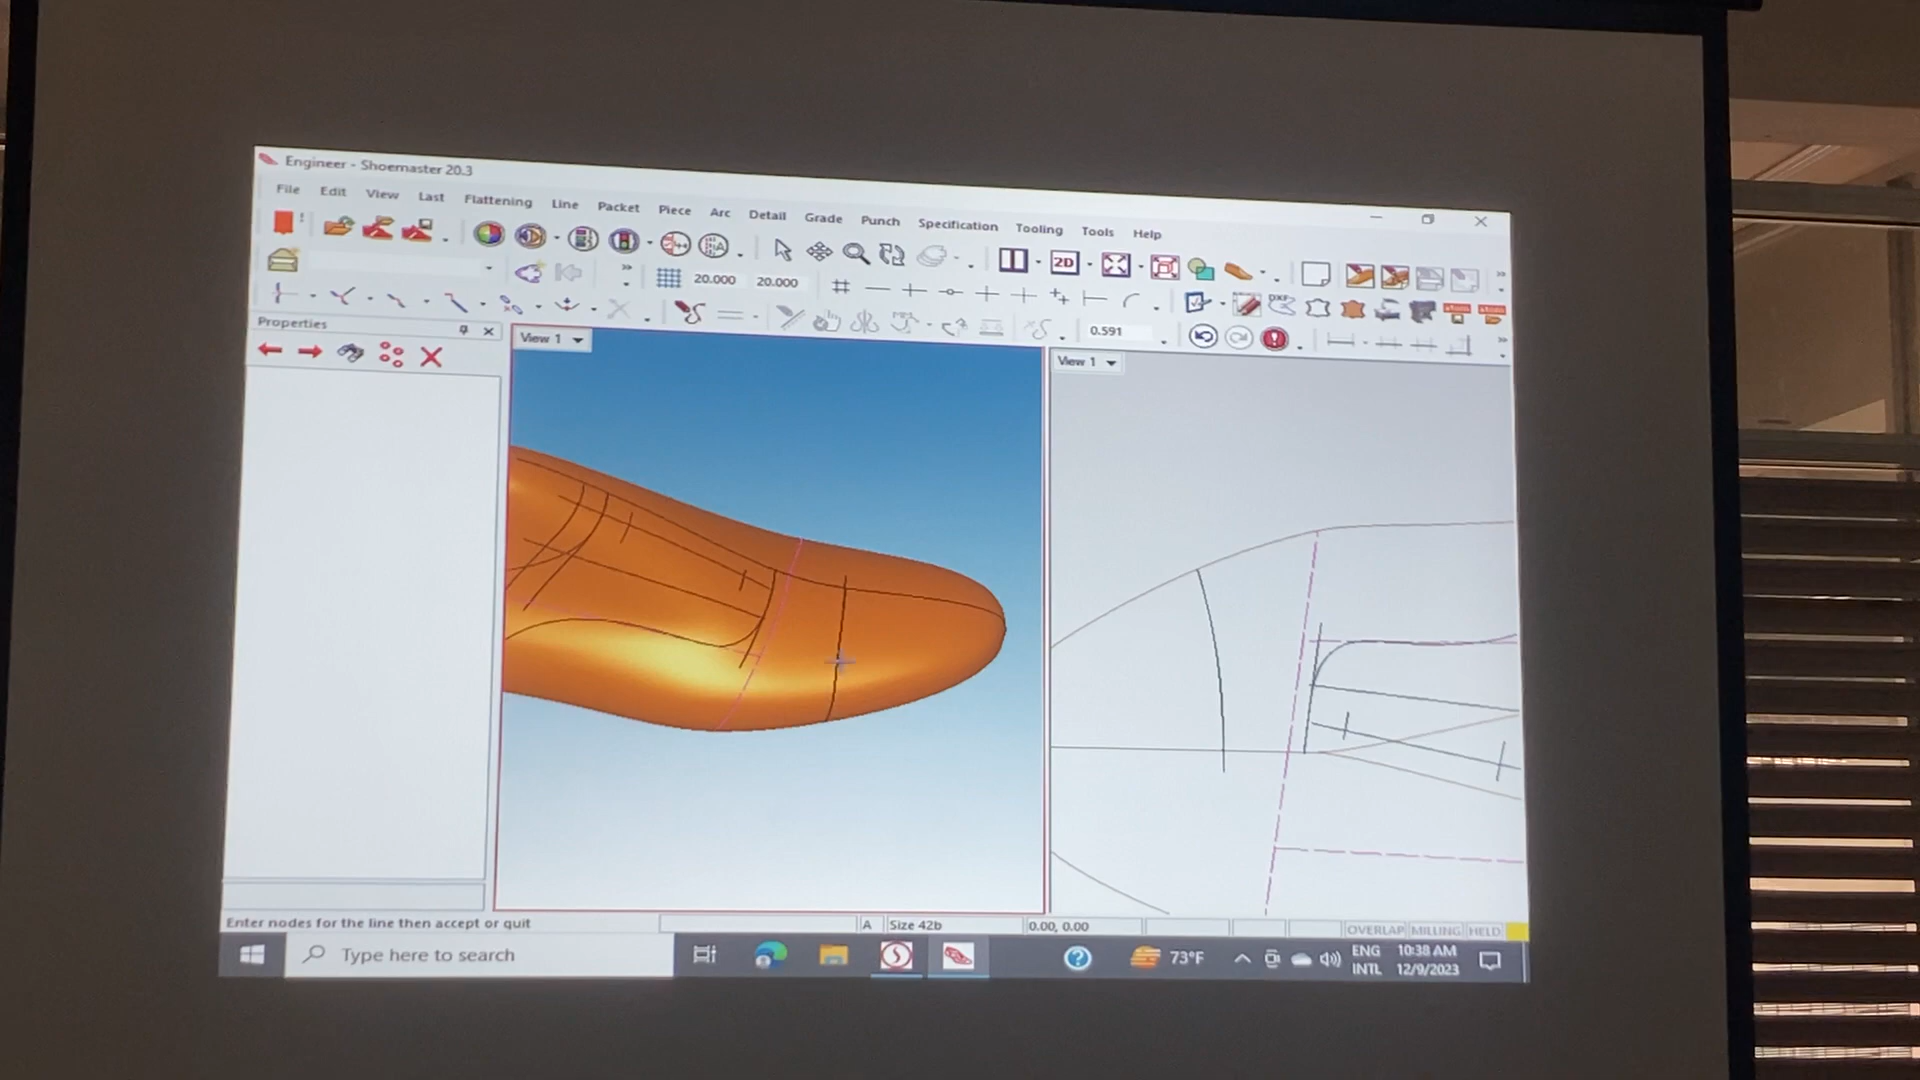 Engineer - Shoemaster 20.3
File Edit View Last Flattening Line Packet Piece Arc Detail Grade Punch Specification Tooling Tools Help
2D
20.000 20.000
DXF
0.591
Properties
View 1
View 1
Enter nodes for the line then accept or quit
A
Size 42b
0.00, 0.00
OVERLAP MILLING HELD
Type here to search
73°F
ENG
INTL
10:38 AM
12/9/2023